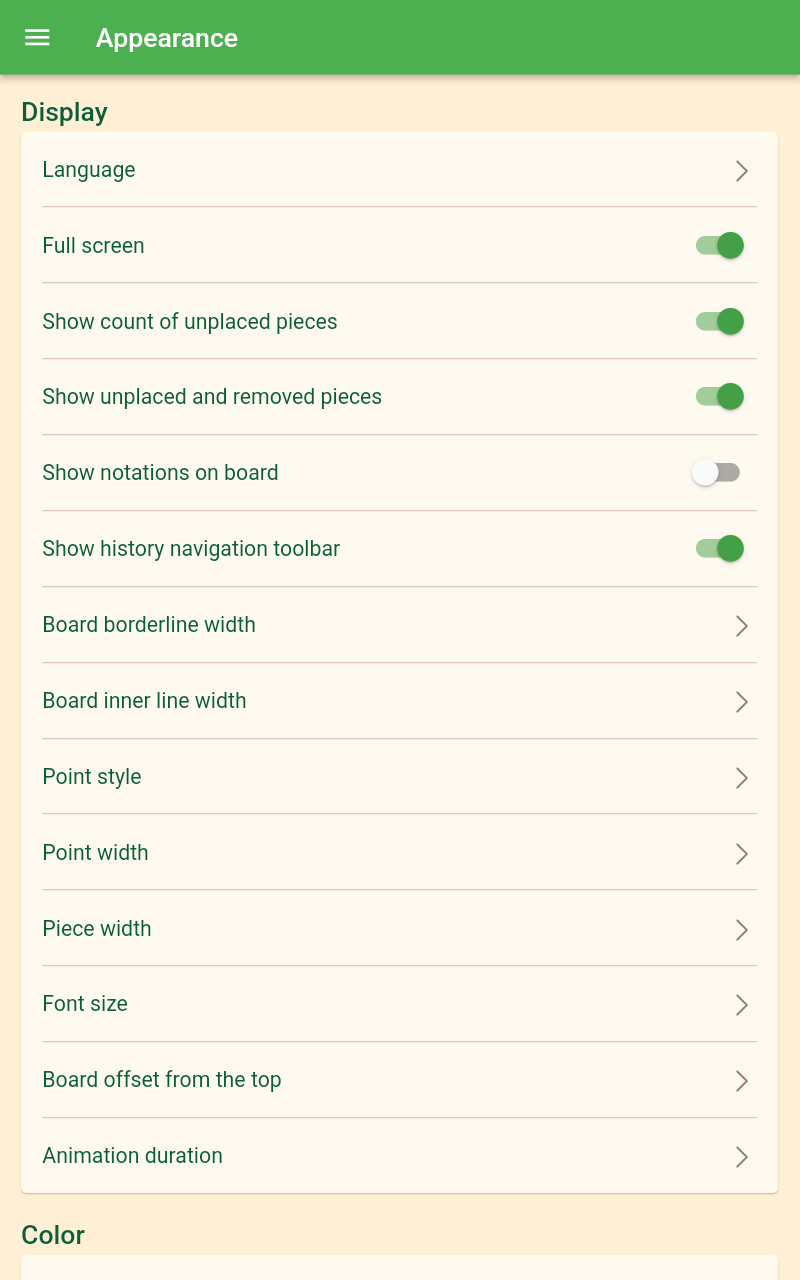 Appearance
Display
Language
Full screen
Show count of unplaced pieces
Show unplaced and removed pieces
Show notations on board
Show history navigation toolbar
Board borderline width
Board inner line width
Point style
Point width
Piece width
Font size
Board offset from the top
Animation duration
Color